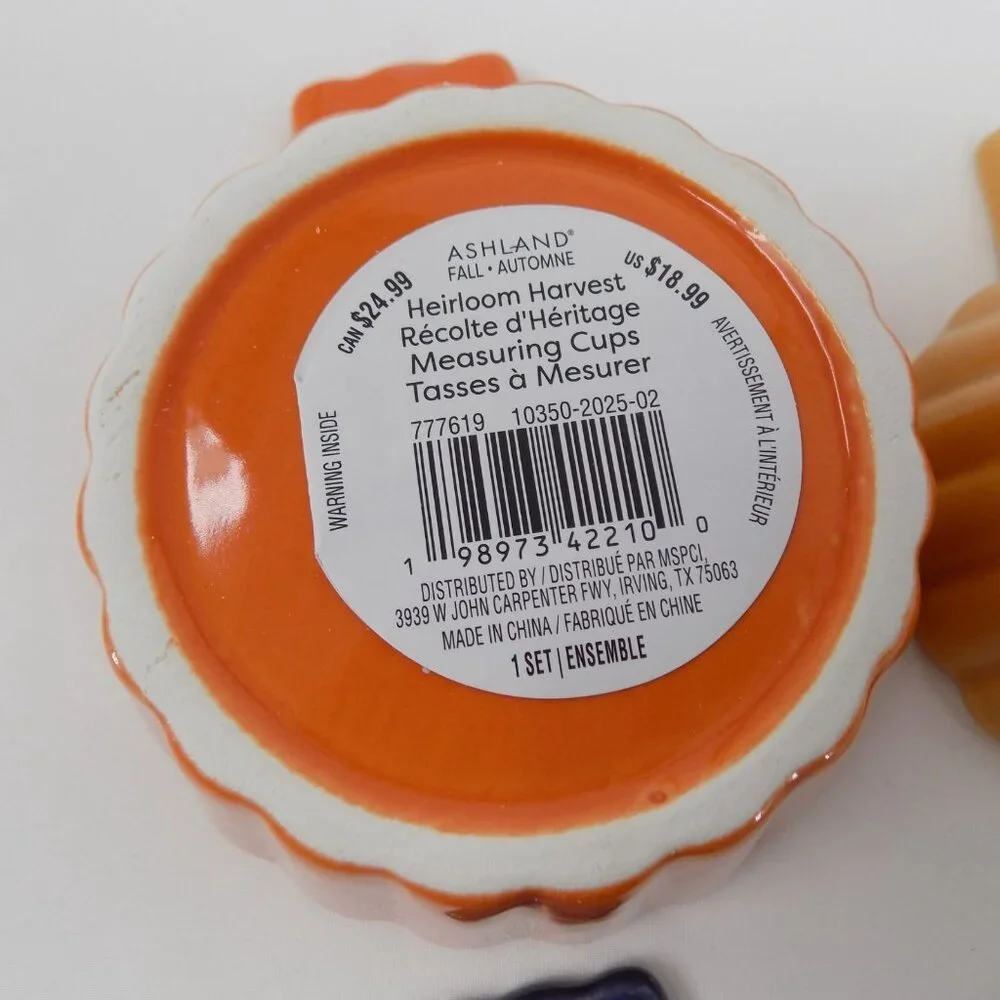 ASHLAND®
FALL • AUTOMNE
CAN $24.99
US $18.99
Heirloom Harvest
Récolte d'Héritage
Measuring Cups
Tasses à Mesurer
777619 10350-2025-02
WARNING INSIDE
AVERTISSEMENT À L'INTÉRIEUR
1 98973 42210 0
DISTRIBUTED BY / DISTRIBUÉ PAR MSPCI,
3939 W JOHN CARPENTER FWY, IRVING, TX 75063
MADE IN CHINA / FABRIQUÉ EN CHINE
1 SET | ENSEMBLE